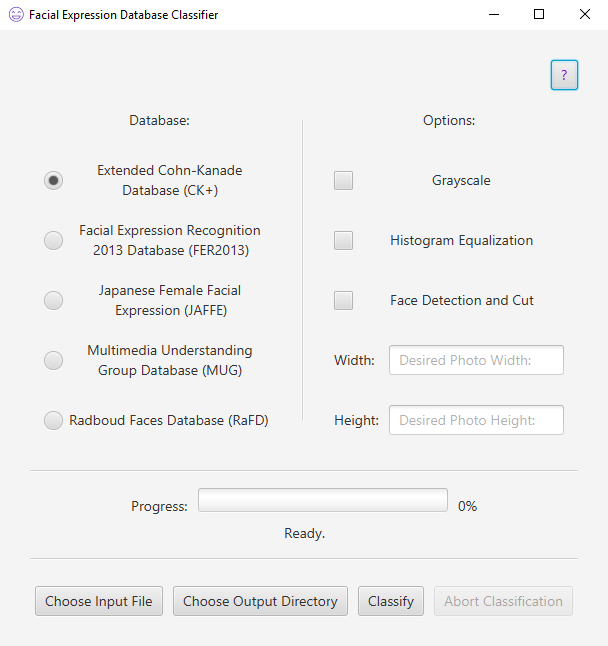 Facial Expression Database Classifier
?
Database:
Extended Cohn-Kanade
Database (CK+)
Facial Expression Recognition
2013 Database (FER2013)
Japanese Female Facial
Expression (JAFFE)
Multimedia Understanding
Group Database (MUG)
Radboud Faces Database (RaFD)
Options:
Grayscale
Histogram Equalization
Face Detection and Cut
Width: Desired Photo Width:
Height: Desired Photo Height:
Progress: 0%
Ready.
Choose Input File Choose Output Directory Classify Abort Classification